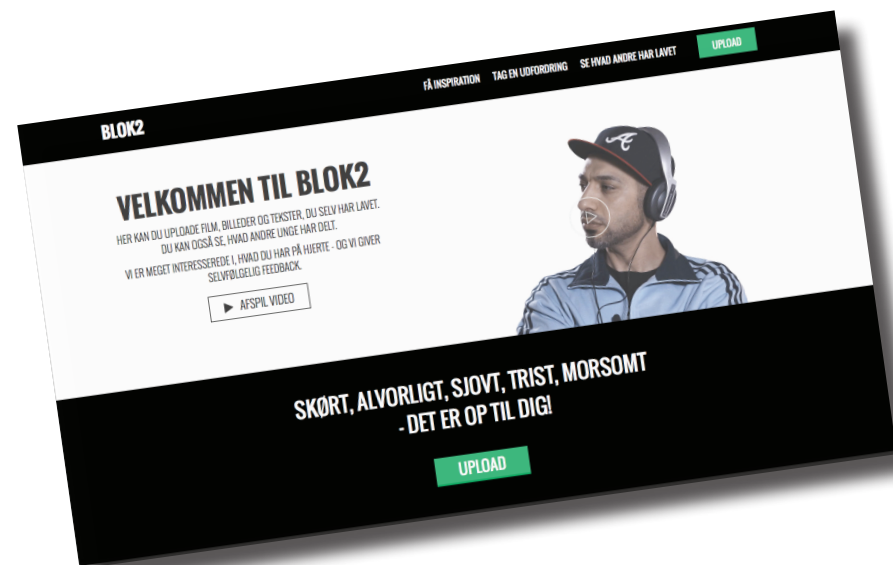 BLOK2
FÅ INSPIRATION
TAG EN UDFORDRING
SE HVAD ANDRE HAR LAVET
UPLOAD
VELKOMMEN TIL BLOK2
HER KAN DU UPLOADE FILM, BILLEDER OG TEKSTER, DU SELV HAR LAVET.
DU KAN OGSÅ SE, HVAD ANDRE UNGE HAR DELT.
VI ER MEGET INTERESSEREDE I, HVAD DU HAR PÅ HJERTE - OG VI GIVER
SELVFØLGELIG FEEDBACK.
AFSPIL VIDEO
A
SKØRT, ALVORLIGT, SJOVT, TRIST, MORSOMT
- DET ER OP TIL DIG!
UPLOAD